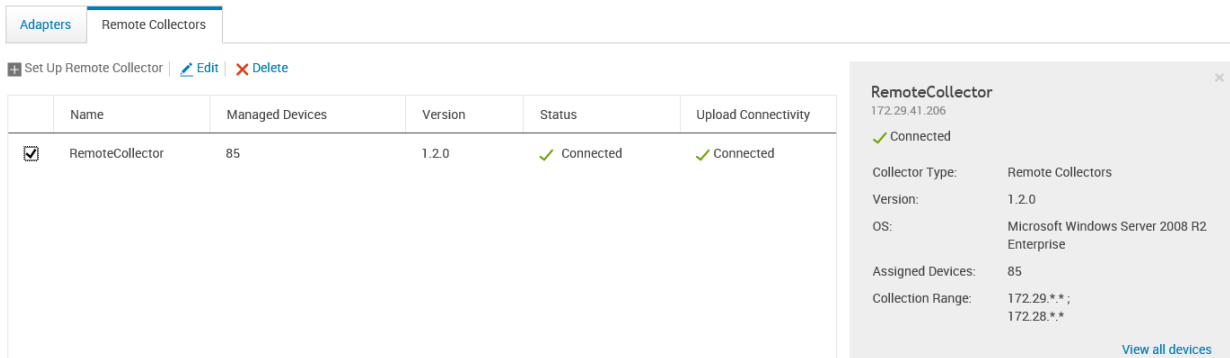 Adapters
Remote Collectors
Set Up Remote Collector
Edit
Delete
Name Managed Devices Version Status Upload Connectivity
RemoteCollector 85 1.2.0 Connected Connected
RemoteCollector
172.29.41.206
Connected
Collector Type: Remote Collectors
Version: 1.2.0
OS: Microsoft Windows Server 2008 R2
Enterprise
Assigned Devices: 85
Collection Range: 172.29.*.* ;
172.28.*.*
View all devices